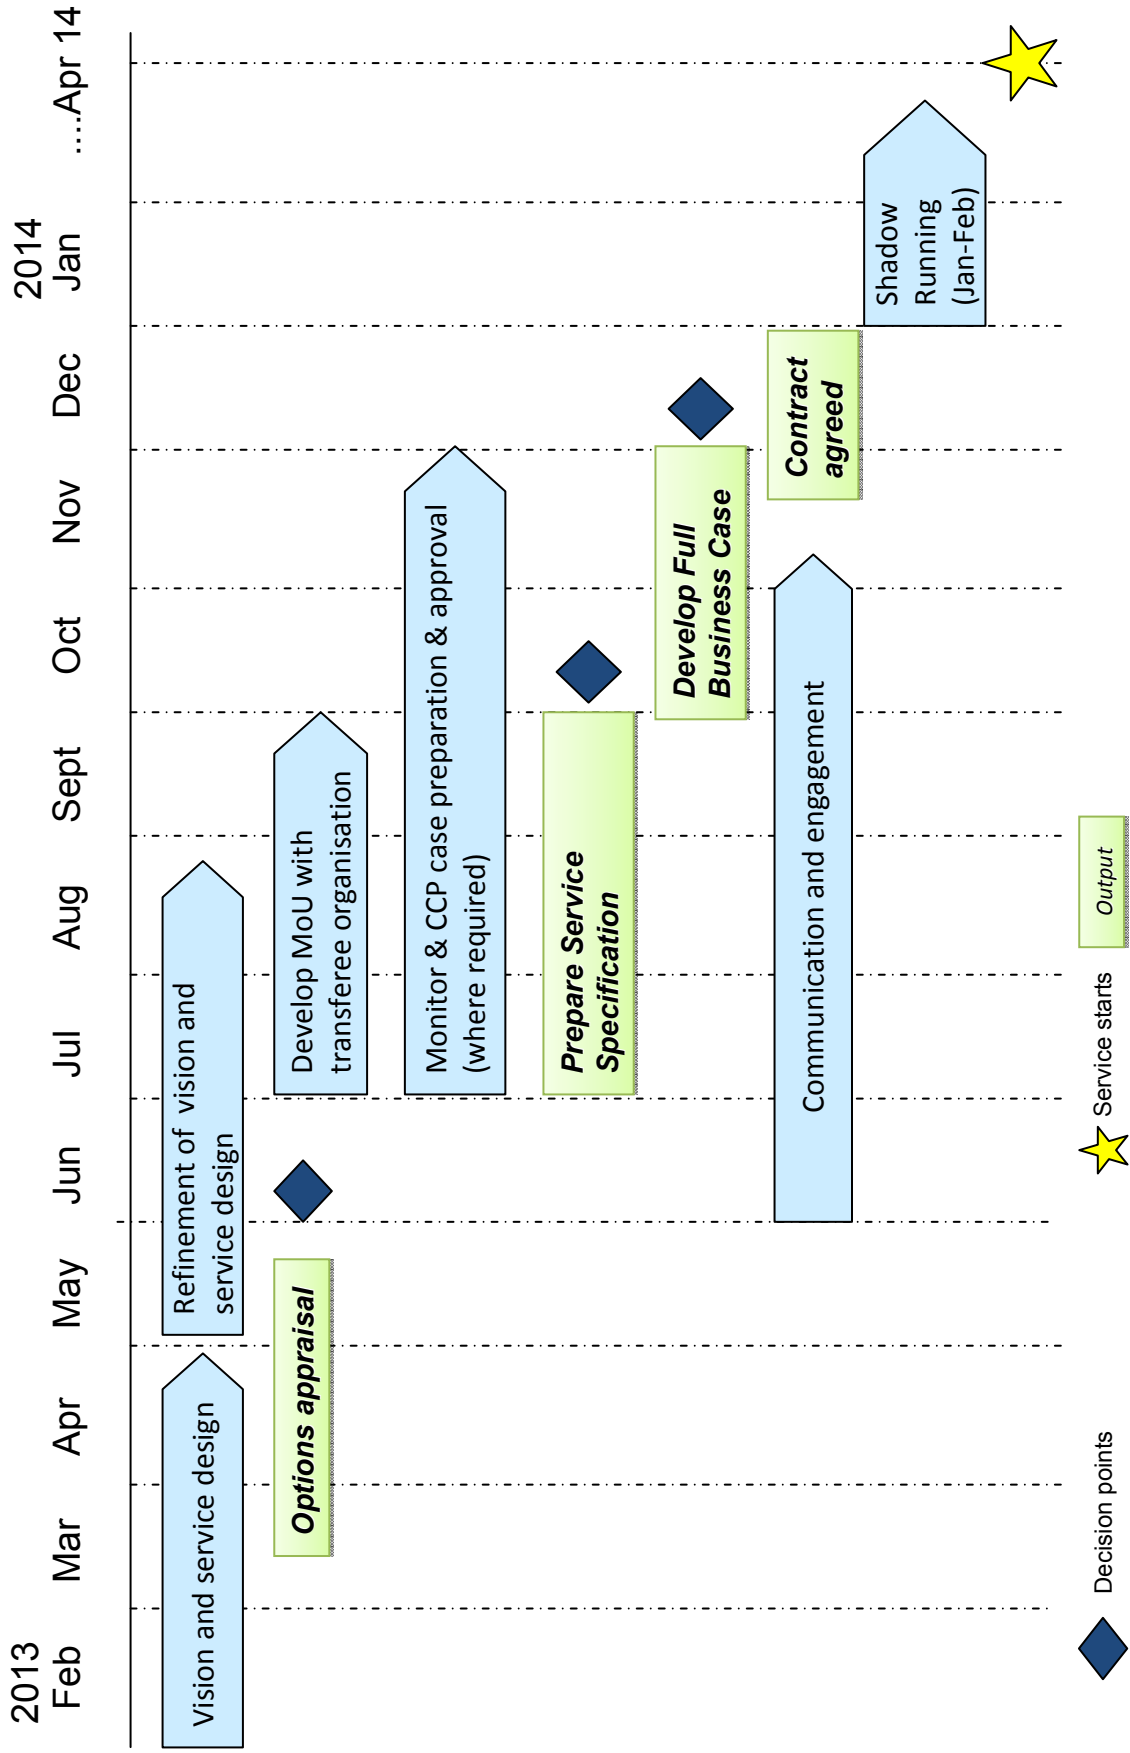 2013
2014
Feb Mar Apr May Jun Jul Aug Sept Oct Nov Dec Jan ....Apr 14
Vision and service design
Refinement of vision and
service design
Options appraisal
Develop MoU with
transferee organisation
Monitor & CCP case preparation & approval
(where required)
Prepare Service
Specification
Develop Full
Business Case
Communication and engagement
Contract
agreed
Shadow
Running
(Jan-Feb)
Decision points
Service starts
Output